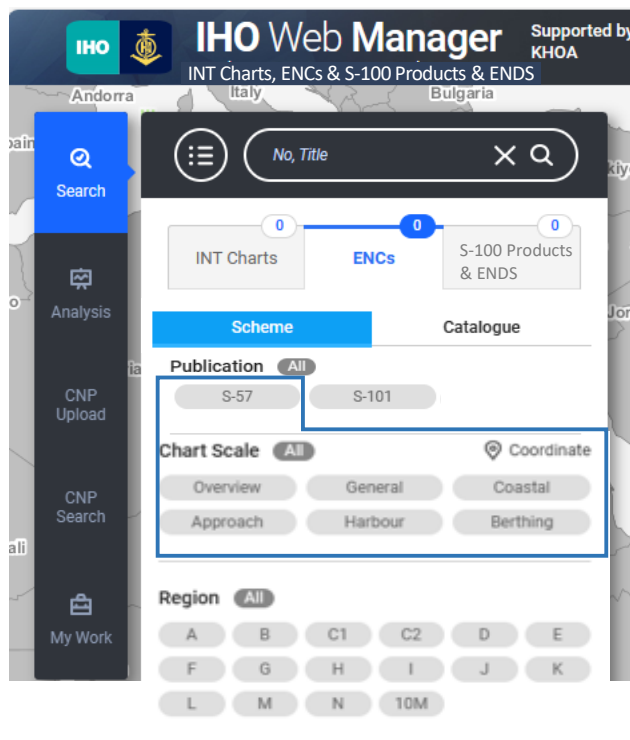 IHO
IHO Web Manager
Supported by
KHOA
INT Charts, ENCs & S-100 Products & ENDS
Andorra
Italy
Bulgaria
Search
No, Title
0
0
0
INT Charts
ENCs
S-100 Products
& ENDS
Analysis
Scheme
Catalogue
Publication All
S-57
S-101
CNP
Upload
Chart Scale All
Coordinate
Overview
General
Coastal
CNP
Search
Approach
Harbour
Berthing
ali
Region All
My Work
A B C1 C2 D E
F G H I J K
L M N 10M